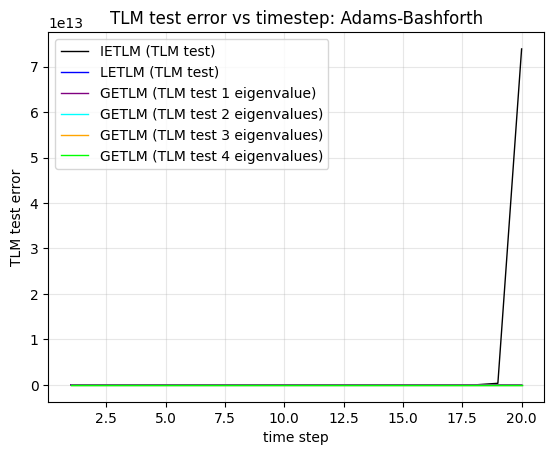 TLM test error vs timestep: Adams-Bashforth
1e13
IETLM (TLM test)
LETLM (TLM test)
GETLM (TLM test 1 eigenvalue)
GETLM (TLM test 2 eigenvalues)
GETLM (TLM test 3 eigenvalues)
GETLM (TLM test 4 eigenvalues)
7
6
5
4
3
2
1
0
TLM test error
2.5 5.0 7.5 10.0 12.5 15.0 17.5 20.0
time step